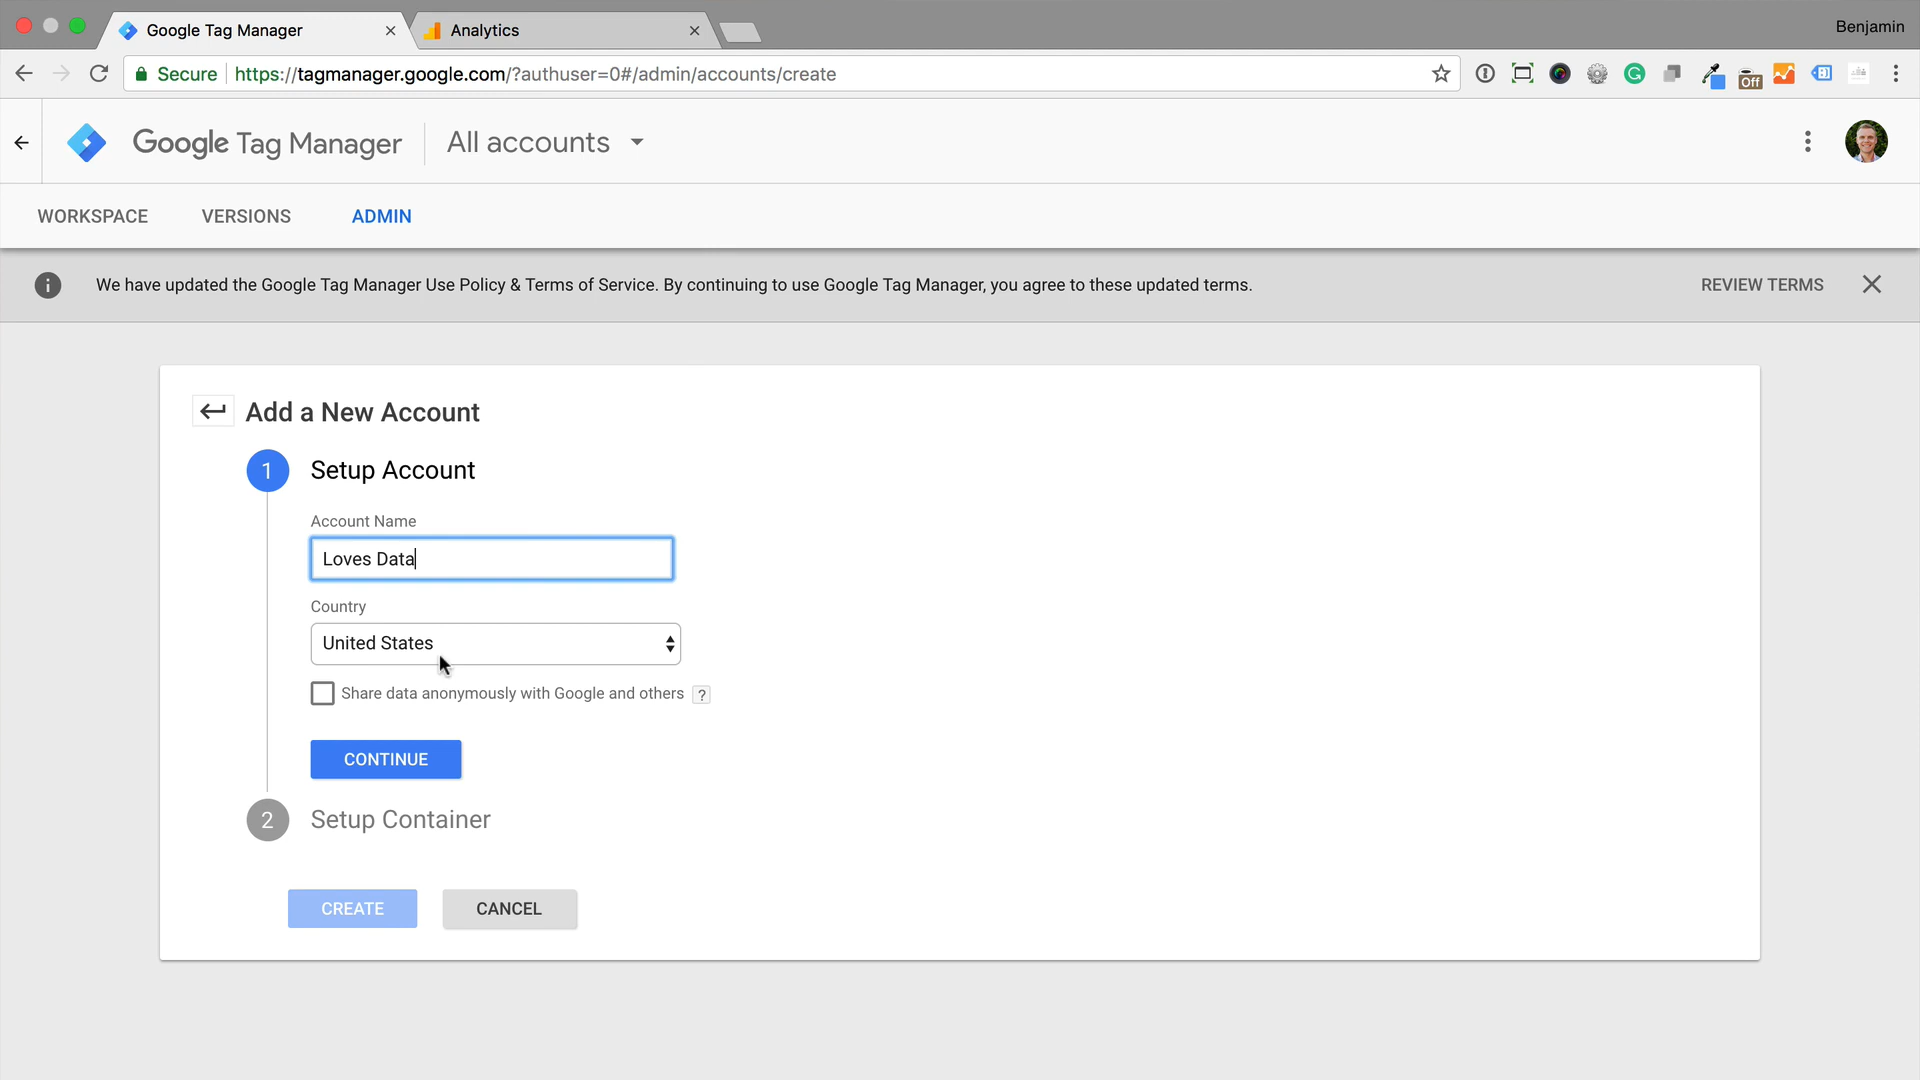 Google Tag Manager
Analytics
Benjamin
Secure
https://tagmanager.google.com/?authuser=0#/admin/accounts/create
Off
Google Tag Manager
All accounts
WORKSPACE
VERSIONS
ADMIN
We have updated the Google Tag Manager Use Policy & Terms of Service. By continuing to use Google Tag Manager, you agree to these updated terms.
REVIEW TERMS
Add a New Account
1
Setup Account
Account Name
Loves Data
Country
United States
Share data anonymously with Google and others ?
CONTINUE
2
Setup Container
CREATE
CANCEL